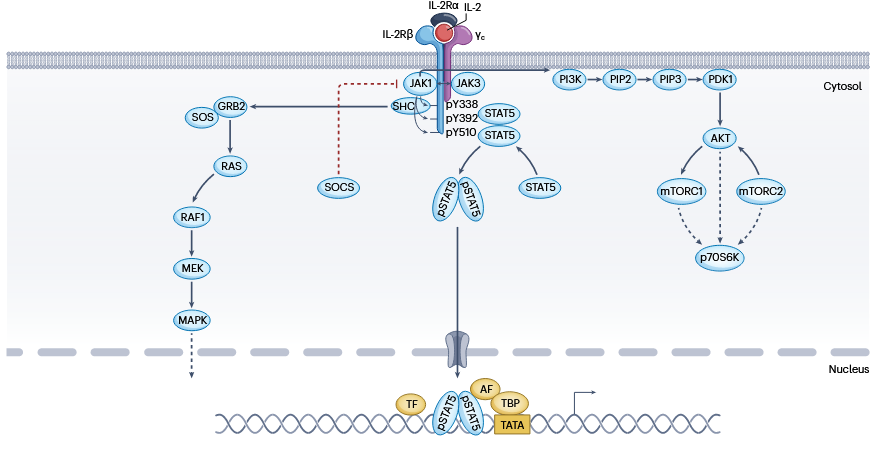 IL-2Rα
IL-2
IL-2Rβ
γc
JAK1
JAK3
PI3K
PIP2
PIP3
PDK1
Cytosol
SHC
pY338
pY392
pY510
STAT5
STAT5
GRB2
SOS
AKT
RAS
SOCS
pSTAT5
pSTAT5
STAT5
mTORC1
mTORC2
RAF1
p70S6K
MEK
MAPK
Nucleus
TF
pSTAT5
pSTAT5
AF
TBP
TATA